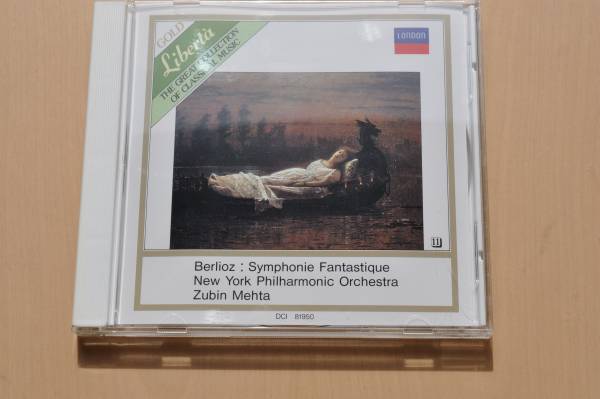 GOLD
Liberta
THE GREAT COLLECTION
OF CLASSICAL MUSIC
LONDON
Berlioz : Symphonie Fantastique
New York Philharmonic Orchestra
Zubin Mehta
DCI 81950